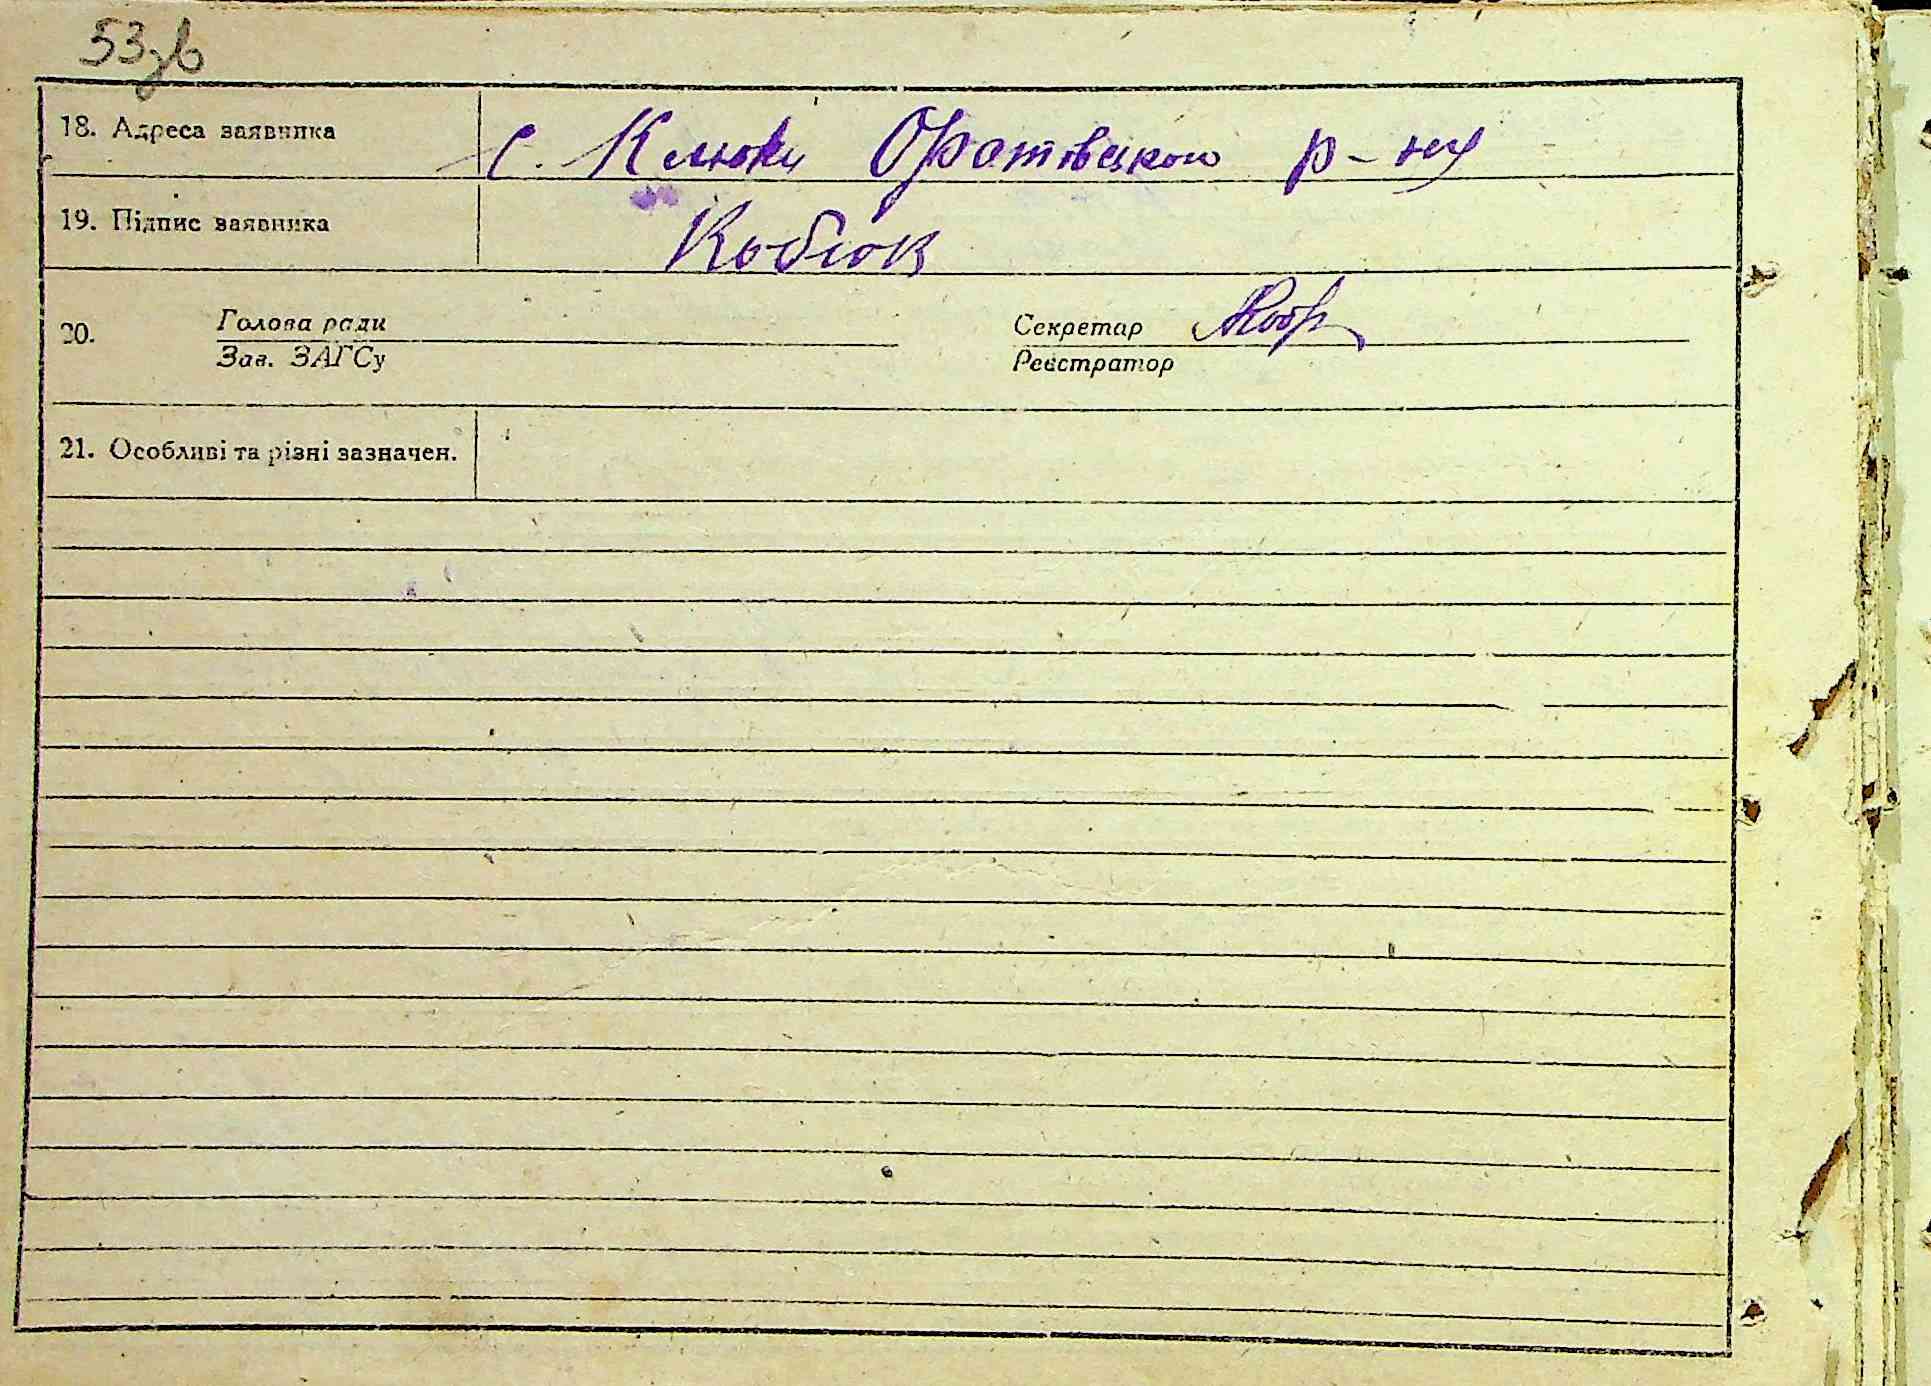 53зв
18. Адреса заявника с. Клюки Оратовського р-ну
19. Підпис заявника Кобюк
20. Голова ради Секретар
Зав. ЗАГСу Реєстратор
21. Особливі та різні зазначен.